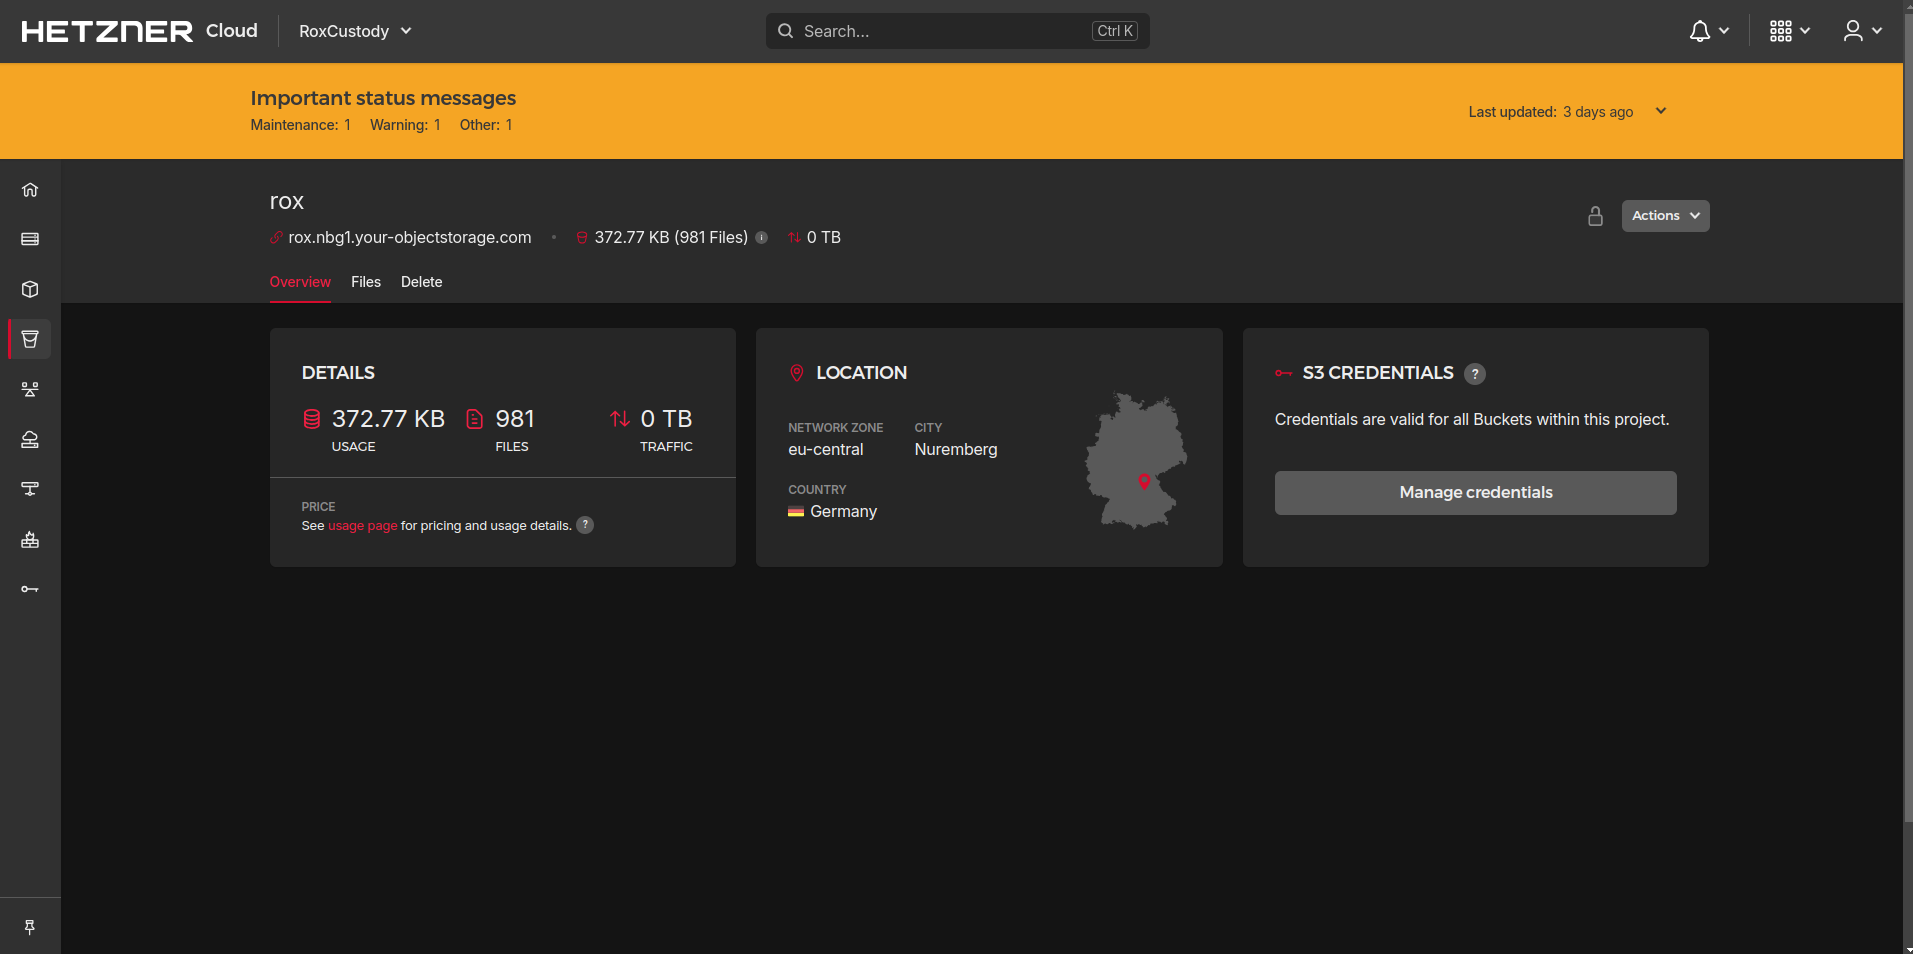 HETZNER Cloud RoxCustody Search... Ctrl K
Important status messages
Maintenance: 1 Warning: 1 Other: 1
Last updated: 3 days ago
rox
rox.nbg1.your-objectstorage.com • 372.77 KB (981 Files) i 0 TB
Actions
Overview Files Delete
DETAILS
372.77 KB 981 0 TB
USAGE FILES TRAFFIC
PRICE
See usage page for pricing and usage details. ?
LOCATION
NETWORK ZONE CITY
eu-central Nuremberg
COUNTRY
Germany
S3 CREDENTIALS ?
Credentials are valid for all Buckets within this project.
Manage credentials